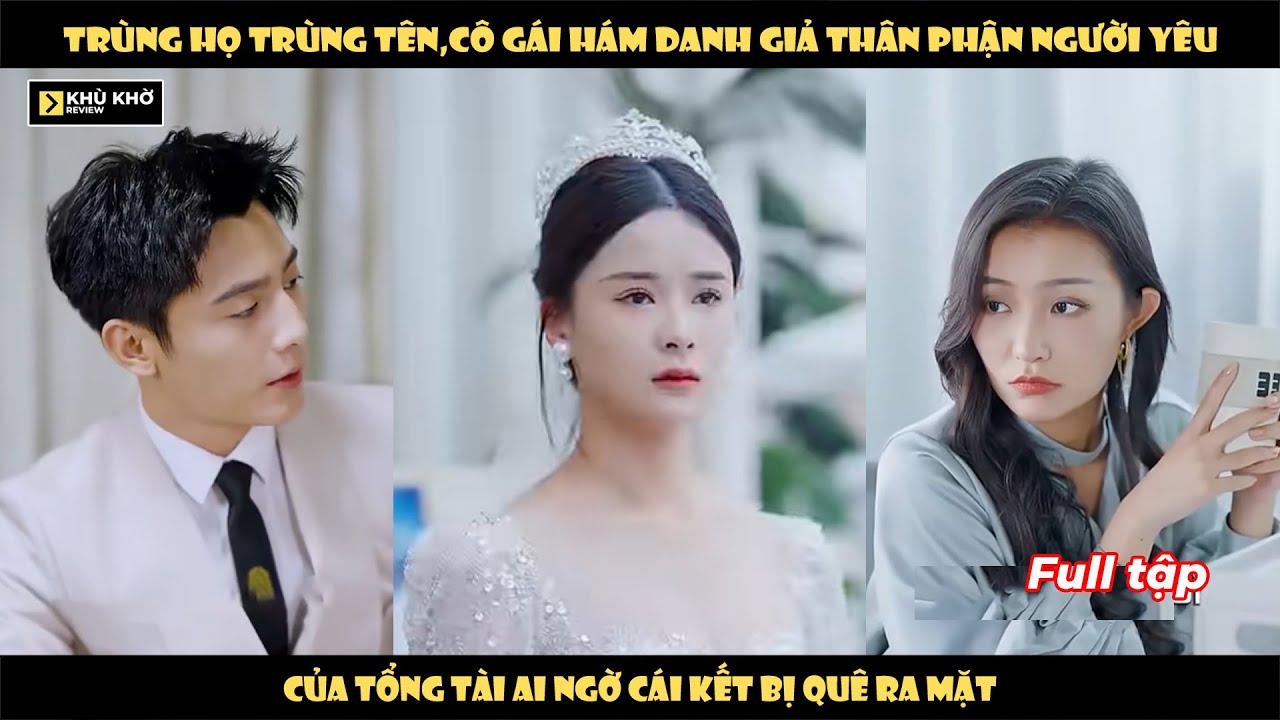 TRÙNG HỌ TRÙNG TÊN,CÔ GÁI HÁM DANH GIẢ THÂN PHẬN NGƯỜI YÊU
KHÙ KHỜ
REVIEW
33
Full tập
CỦA TỔNG TÀI AI NGỜ CÁI KẾT BỊ QUÊ RA MẶT